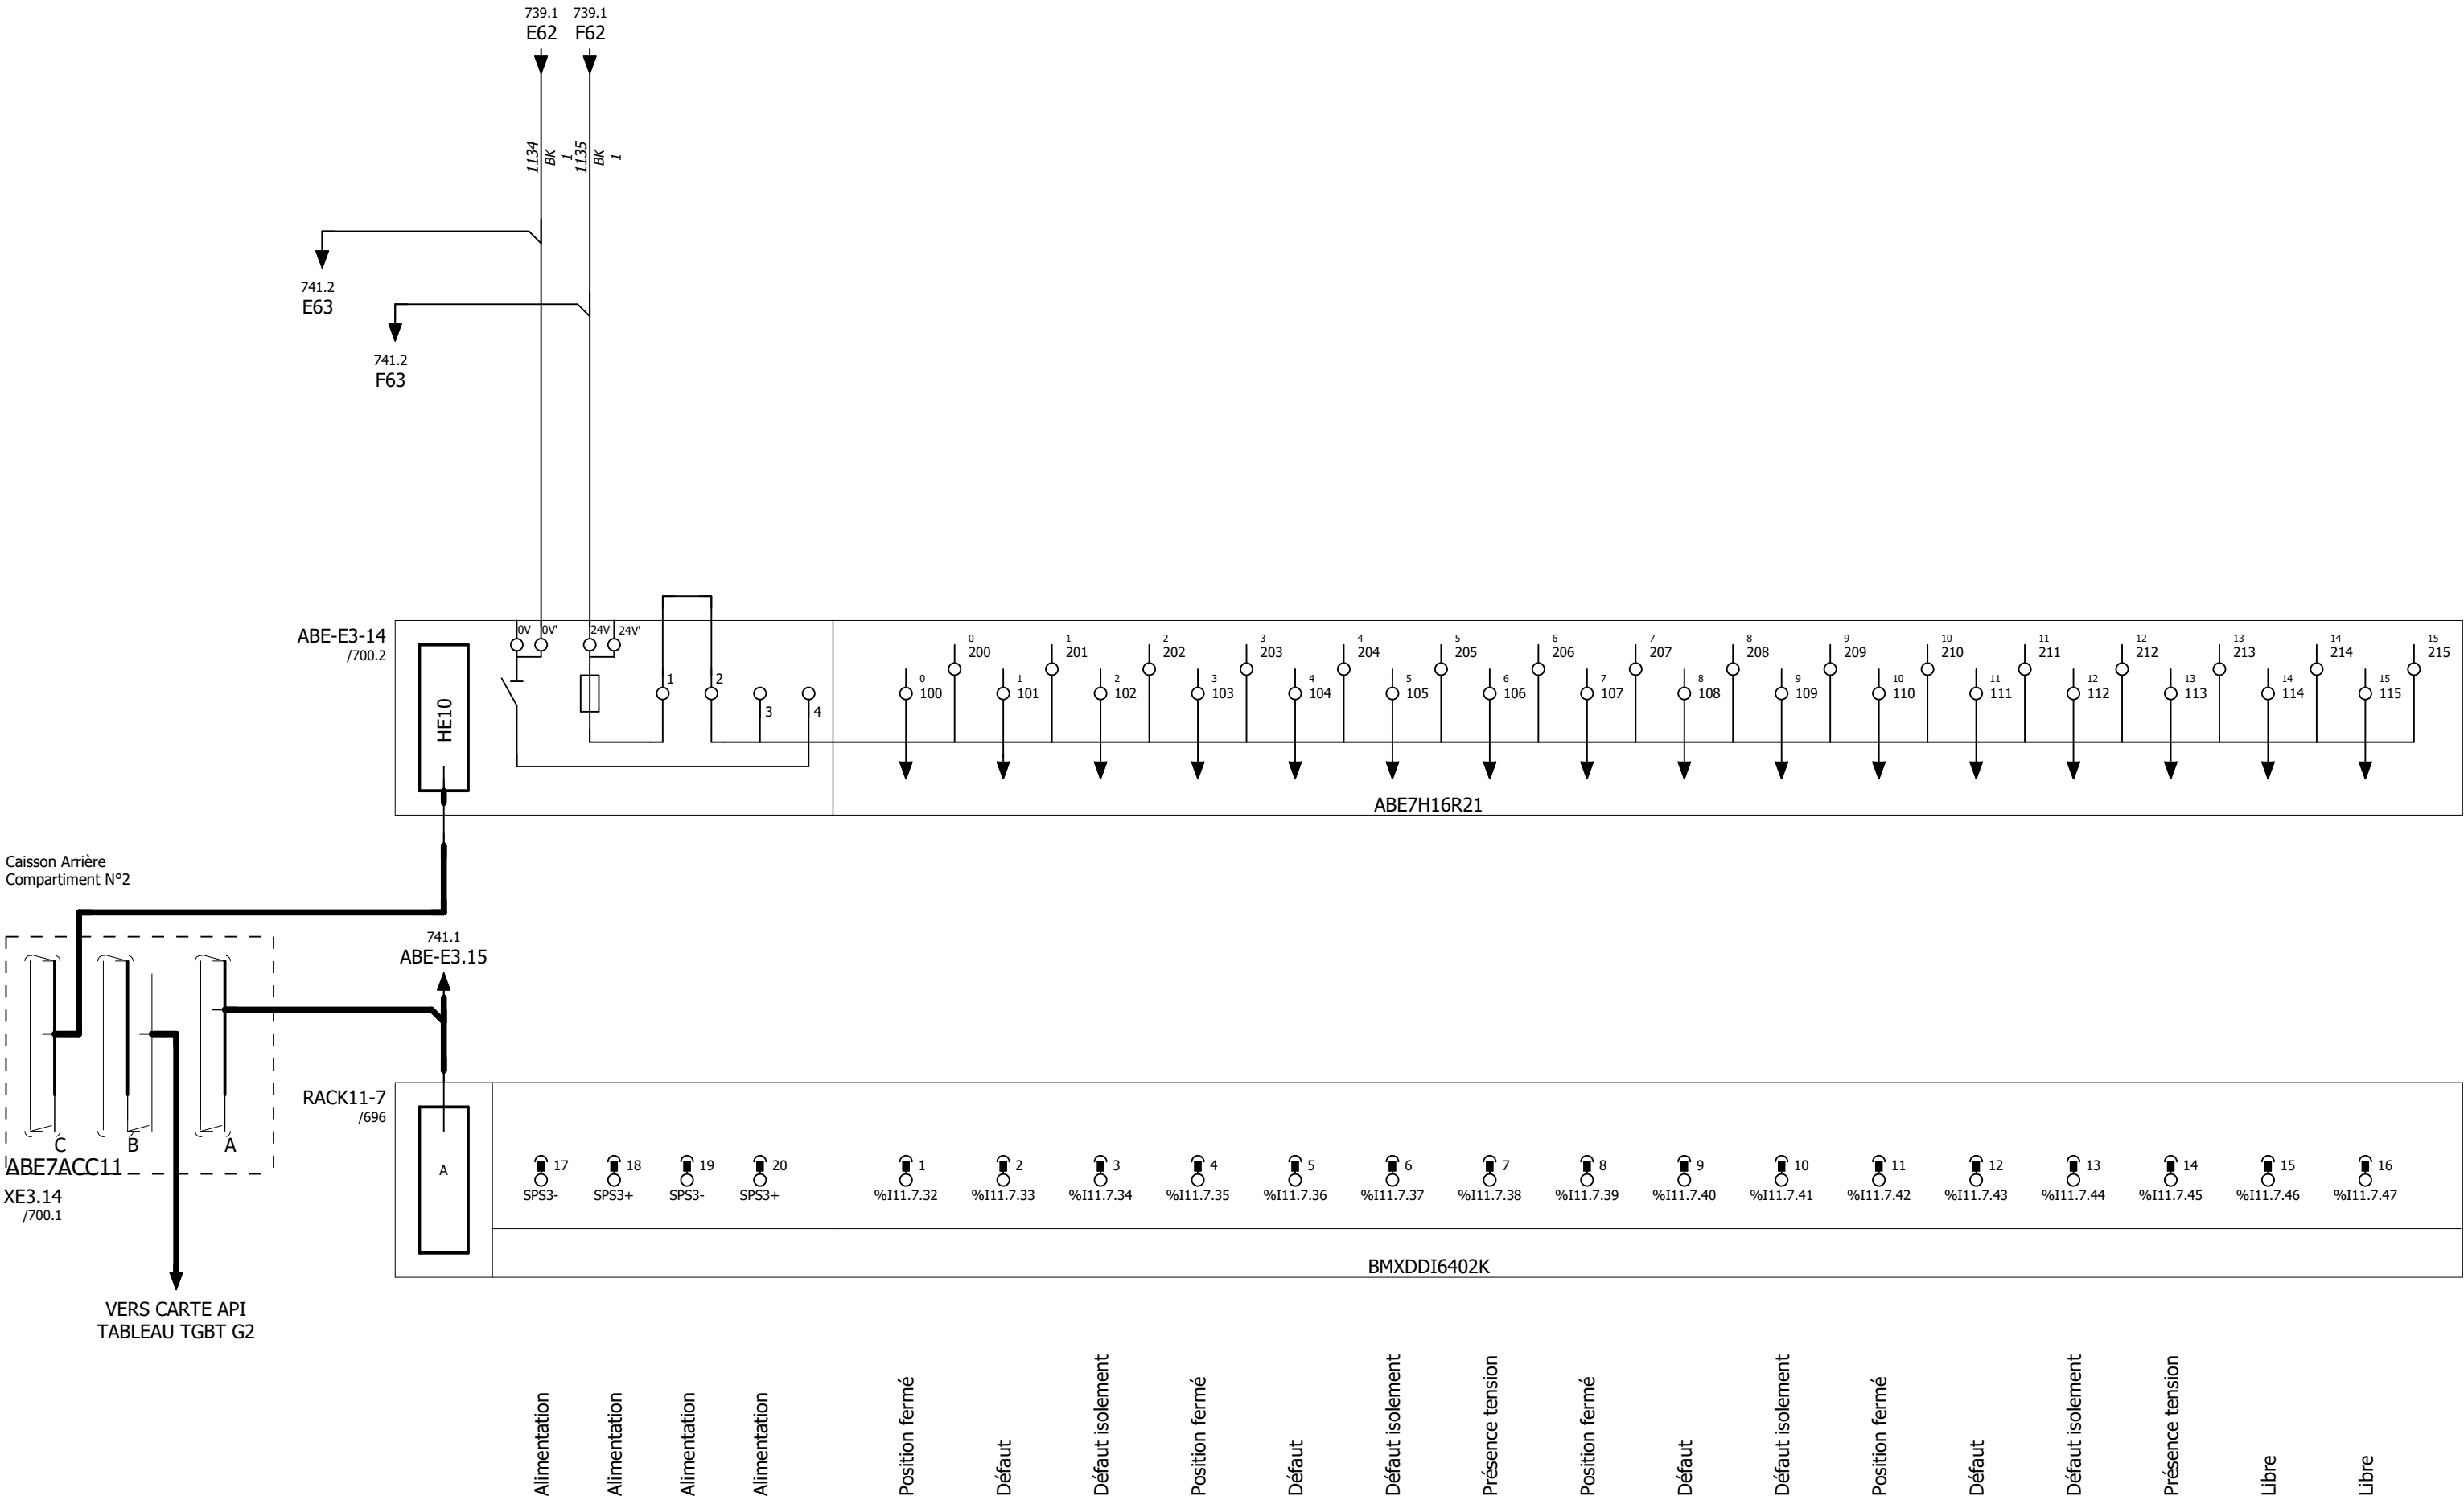 739.1 739.1
E62 F62
1134
BK
1
1135
BK
1
741.2
E63
741.2
F63
ABE-E3-14
/700.2
HE10
0V 0V' 24V 24V'
1 2 3 4
0 1 2 3 4 5 6 7 8 9 10 11 12 13 14 15
200 201 202 203 204 205 206 207 208 209 210 211 212 213 214 215
0 1 2 3 4 5 6 7 8 9 10 11 12 13 14 15
100 101 102 103 104 105 106 107 108 109 110 111 112 113 114 115
ABE7H16R21
Caisson Arrière
Compartiment N°2
741.1
ABE-E3.15
C B A
ABE7ACC11
XE3.14
/700.1
VERS CARTE API
TABLEAU TGBT G2
RACK11-7
/696
A
17 18 19 20 1 2 3 4 5 6 7 8 9 10 11 12 13 14 15 16
SPS3- SPS3+ SPS3- SPS3+ %I11.7.32 %I11.7.33 %I11.7.34 %I11.7.35 %I11.7.36 %I11.7.37 %I11.7.38 %I11.7.39 %I11.7.40 %I11.7.41 %I11.7.42 %I11.7.43 %I11.7.44 %I11.7.45 %I11.7.46 %I11.7.47
BMXDDI6402K
Alimentation
Alimentation
Alimentation
Alimentation
Position fermé
Défaut
Défaut isolement
Position fermé
Défaut
Défaut isolement
Présence tension
Position fermé
Défaut
Défaut isolement
Position fermé
Défaut
Défaut isolement
Présence tension
Libre
Libre